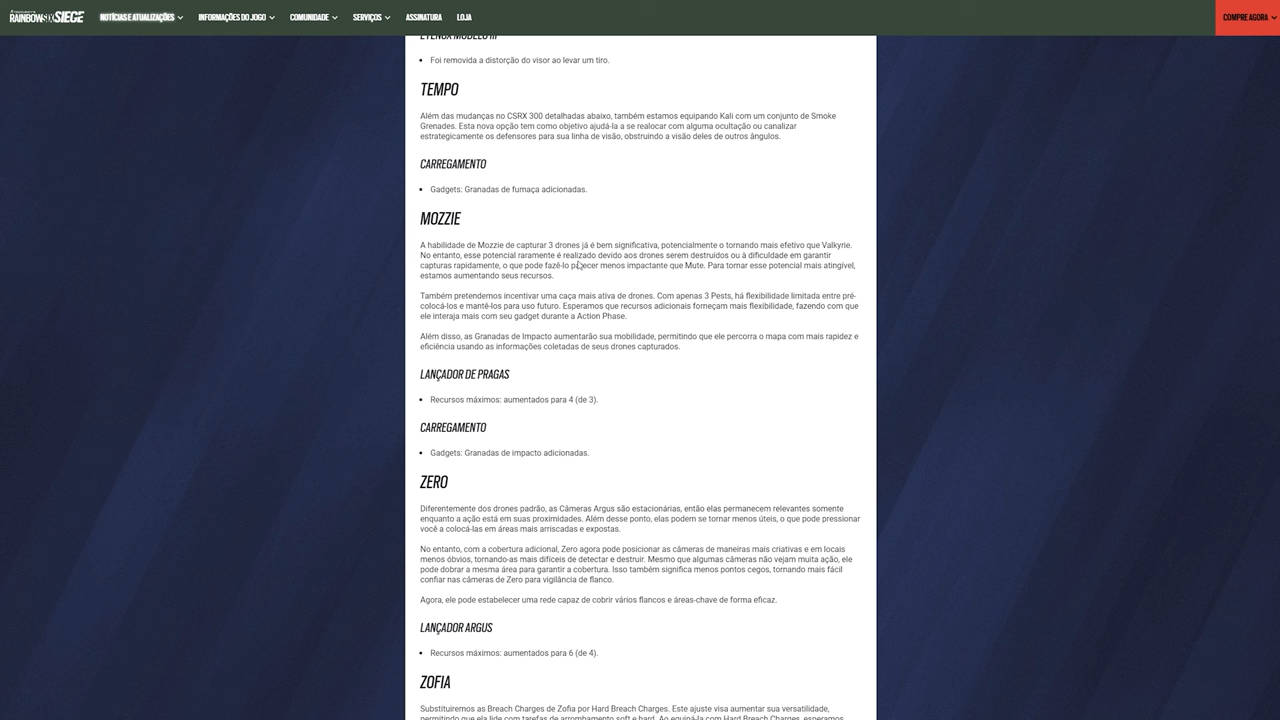 RAINBOWSIX SIEGE
NOTÍCIAS E ATUALIZAÇÕES
INFORMAÇÕES DO JOGO
COMUNIDADE
SERVIÇOS
ASSINATURA
LOJA
COMPRE AGORA
Foi removida a distorção do visor ao levar um tiro.
TEMPO
Além das mudanças no CSRX 300 detalhadas abaixo, também estamos equipando Kali com um conjunto de Smoke
Grenades. Esta nova opção tem como objetivo ajudá-la a se realocar com alguma ocultação ou canalizar
estrategicamente os defensores para sua linha de visão, obstruindo a visão deles de outros ângulos.
CARREGAMENTO
Gadgets: Granadas de fumaça adicionadas.
MOZZIE
A habilidade de Mozzie de capturar 3 drones já é bem significativa, potencialmente o tornando mais efetivo que Valkyrie.
No entanto, esse potencial raramente é realizado devido aos drones serem destruídos ou à dificuldade em garantir
capturas rapidamente, o que pode fazê-lo parecer menos impactante que Mute. Para tornar esse potencial mais atingível,
estamos aumentando seus recursos.
Também pretendemos incentivar uma caça mais ativa de drones. Com apenas 3 Pests, há flexibilidade limitada entre pré-
colocá-los e mantê-los para uso futuro. Esperamos que recursos adicionais forneçam mais flexibilidade, fazendo com que
ele interaja mais com seu gadget durante a Action Phase.
Além disso, as Granadas de Impacto aumentarão sua mobilidade, permitindo que ele percorra o mapa com mais rapidez e
eficiência usando as informações coletadas de seus drones capturados.
LANÇADOR DE PRAGAS
Recursos máximos: aumentados para 4 (de 3).
CARREGAMENTO
Gadgets: Granadas de impacto adicionadas.
ZERO
Diferentemente dos drones padrão, as Câmeras Argus são estacionárias, então elas permanecem relevantes somente
enquanto a ação está em suas proximidades. Além desse ponto, elas podem se tornar menos úteis, o que pode pressionar
você a colocá-las em áreas mais arriscadas e expostas.
No entanto, com a cobertura adicional, Zero agora pode posicionar as câmeras de maneiras mais criativas e em locais
menos óbvios, tornando-as mais difíceis de detectar e destruir. Mesmo que algumas câmeras não vejam muita ação, ele
pode dobrar a mesma área para garantir a cobertura. Isso também significa menos pontos cegos, tornando mais fácil
confiar nas câmeras de Zero para vigilância de flanco.
Agora, ele pode estabelecer uma rede capaz de cobrir vários flancos e áreas-chave de forma eficaz.
LANÇADOR ARGUS
Recursos máximos: aumentados para 6 (de 4).
ZOFIA
Substituiremos as Breach Charges de Zofia por Hard Breach Charges. Este ajuste visa aumentar sua versatilidade,
permitindo que ela lide com tarefas de arrombamento soft e hard. Ao equipá-la com Hard Breach Charges, esperamos